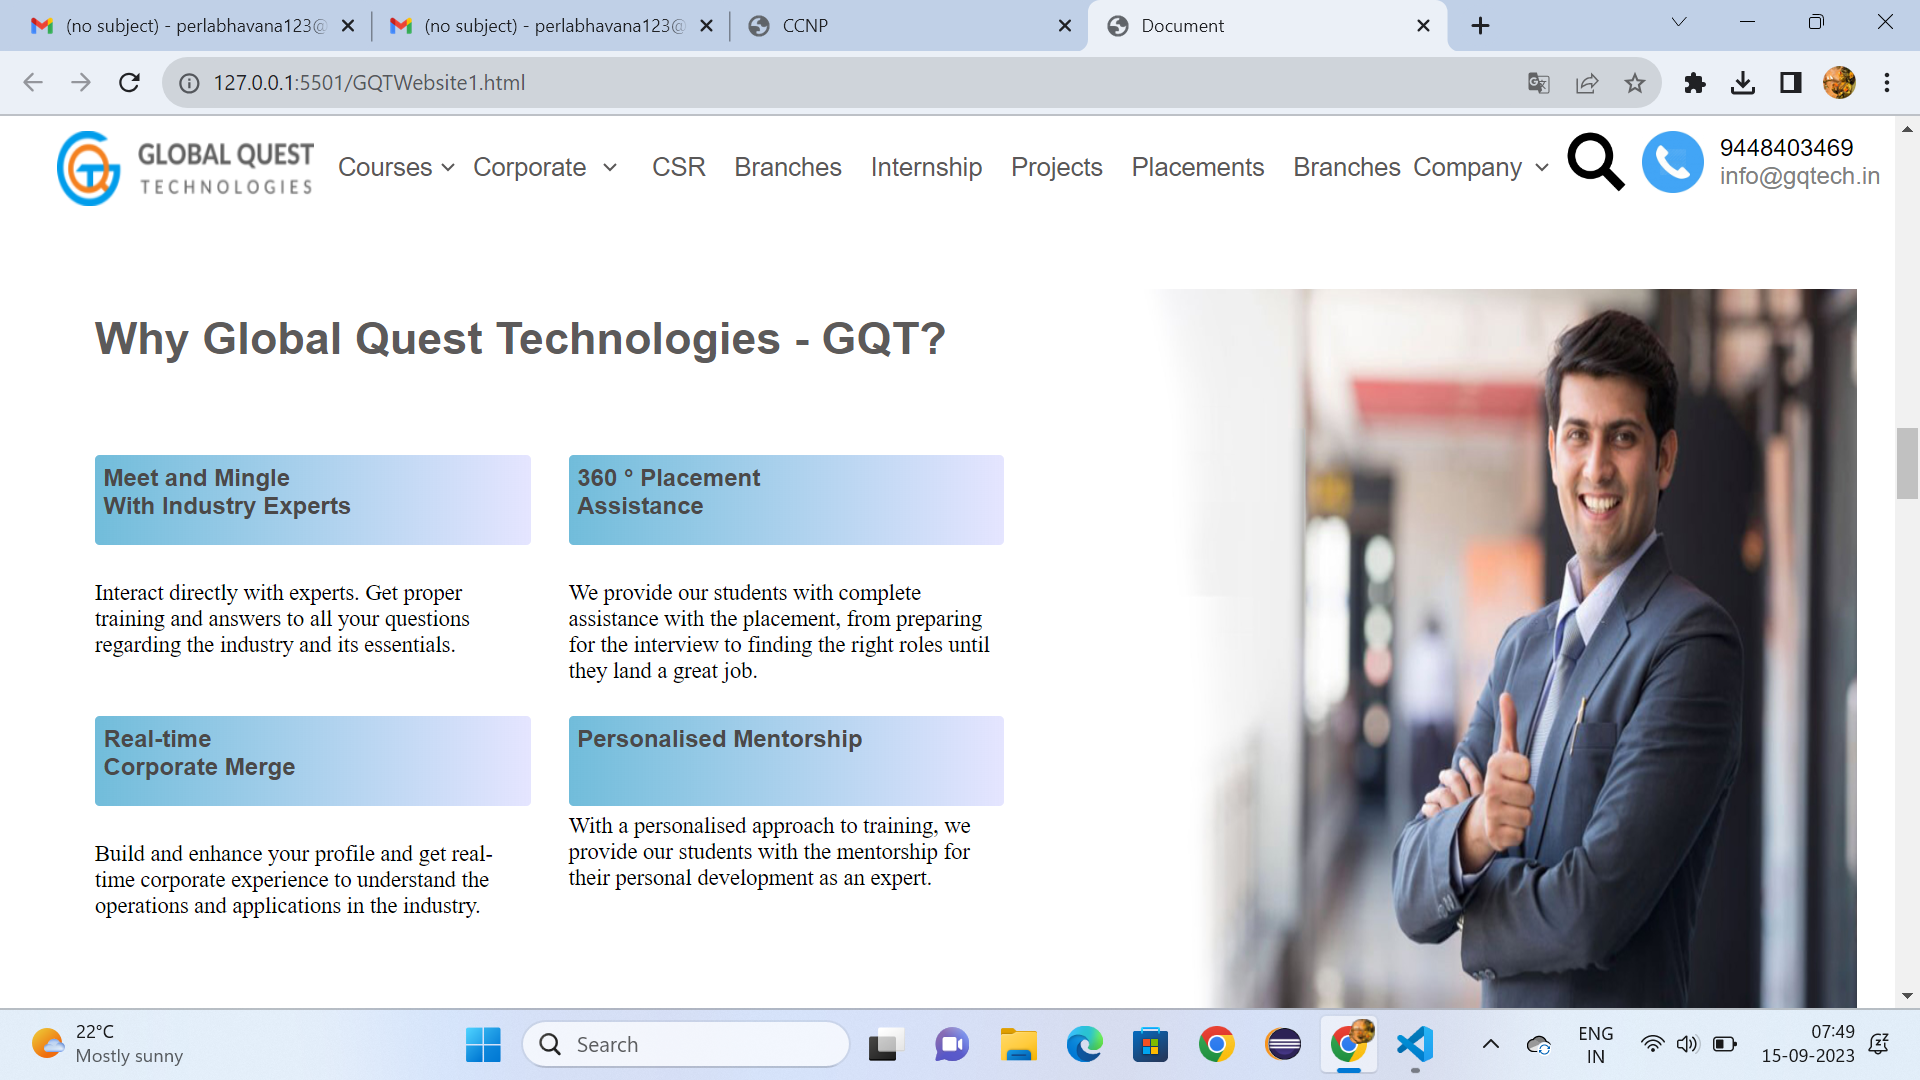 (no subject) - perlabhavana123@
(no subject) - perlabhavana123@
CCNP
Document
127.0.0.1:5501/GQTWebsite1.html
GLOBAL QUEST
TECHNOLOGIES
Courses
Corporate
CSR
Branches
Internship
Projects
Placements
Branches
Company
9448403469
info@gqtech.in
Why Global Quest Technologies - GQT?
Meet and Mingle
With Industry Experts
Interact directly with experts. Get proper
training and answers to all your questions
regarding the industry and its essentials.
360 ° Placement
Assistance
We provide our students with complete
assistance with the placement, from preparing
for the interview to finding the right roles until
they land a great job.
Real-time
Corporate Merge
Build and enhance your profile and get real-
time corporate experience to understand the
operations and applications in the industry.
Personalised Mentorship
With a personalised approach to training, we
provide our students with the mentorship for
their personal development as an expert.
22°C
Mostly sunny
Search
ENG
IN
07:49
15-09-2023